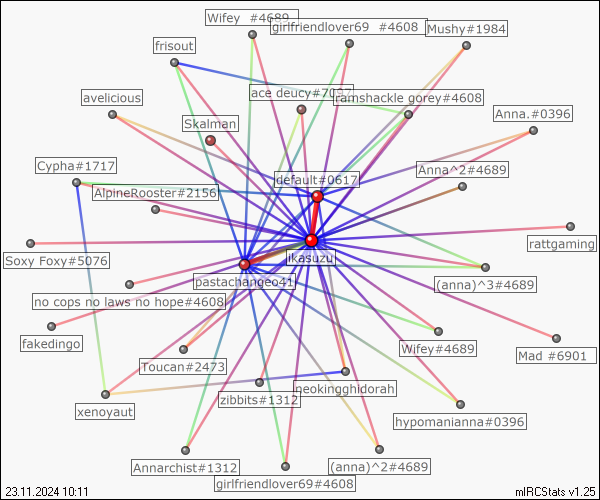 Wifey  #4689
girlfriendlover69  #4608
Mushy#1984
frisout
ace deucy#7097
ramshackle gorey#4608
avelicious
Anna.#0396
Skalman
Cypha#1717
Anna^2#4689
default#0617
AlpineRooster#2156
rattgaming
Soxy Foxy#5076
likasuzu
pastachangeo41
(anna)^3#4689
no cops no laws no hope#4608
fakedingo
Wifey#4689
Mad #6901
Toucan#2473
neokingghidorah
zibbits#1312
xenoyaut
hypomanianna#0396
Annarchist#1312
(anna)^2#4689
girlfriendlover69#4608
23.11.2024 10:11
mIRCStats v1.25